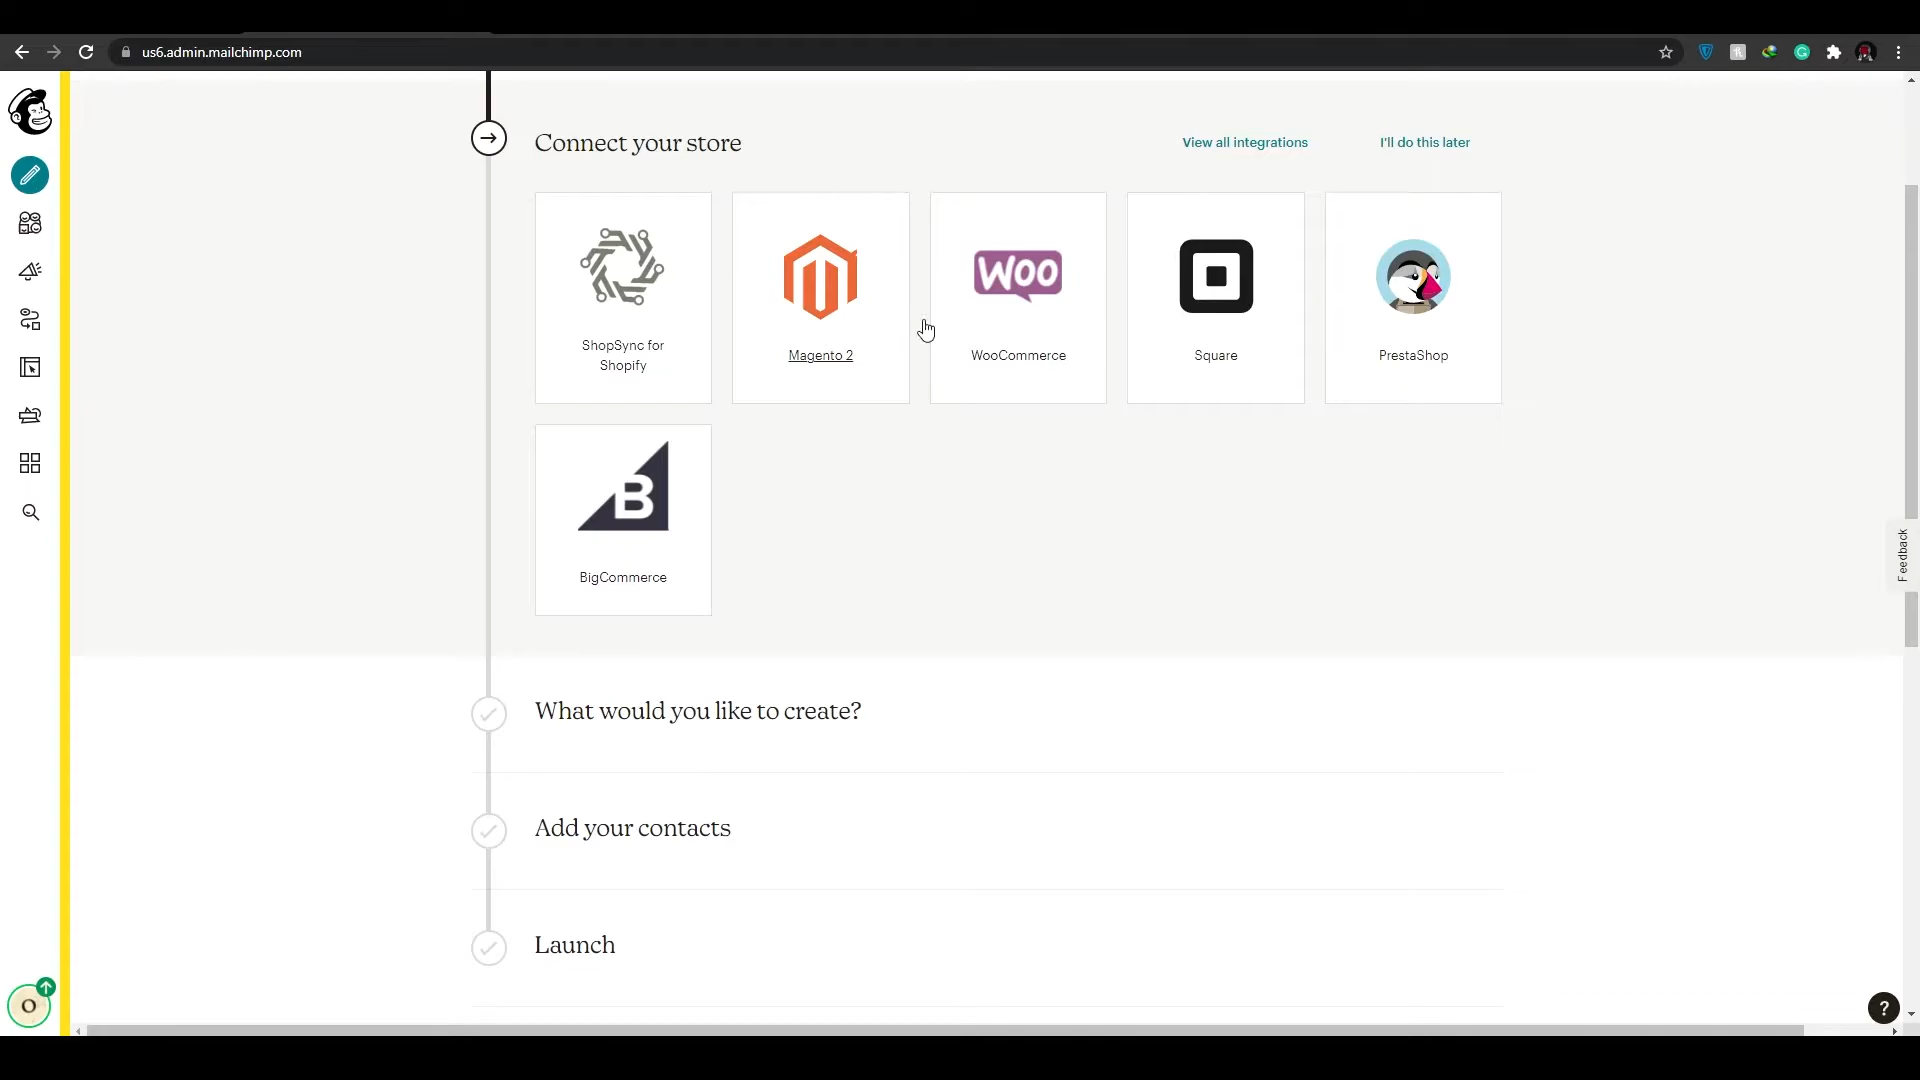 us6.admin.mailchimp.com
Connect your store
View all integrations
I'll do this later
ShopSync for
Shopify
Magento 2
WOO
WooCommerce
Square
PrestaShop
B
BigCommerce
Feedback
What would you like to create?
Add your contacts
Launch
O
?